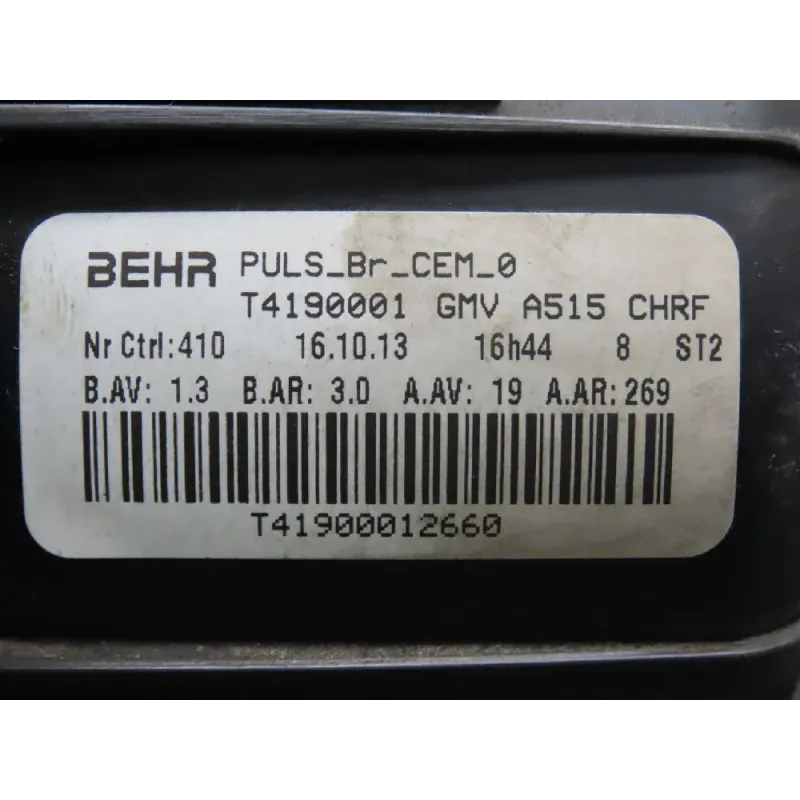 BEHR PULS_Br_CEM_0
T4190001 GMV A515 CHRF
Nr Ctrl:410 16.10.13 16h44 8 ST2
B.AV: 1.3 B.AR: 3.0 A.AV: 19 A.AR: 269
T41900012660